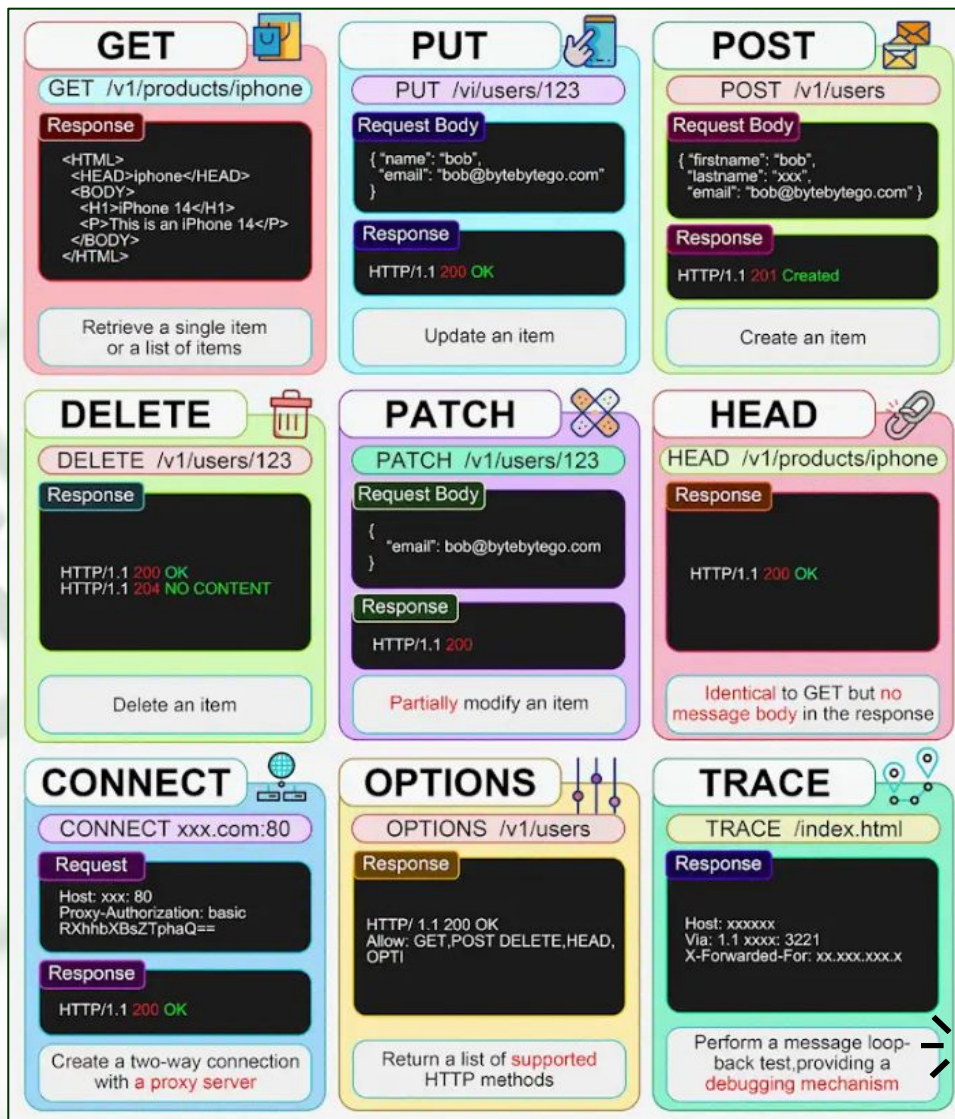 GET
GET /v1/products/iphone
Response
<HTML>
<HEAD>iphone</HEAD>
<BODY>
<H1>iPhone 14</H1>
<P>This is an iPhone 14</P>
</BODY>
</HTML>
Retrieve a single item
or a list of items
PUT
PUT /vi/users/123
Request Body
{ “name”: “bob”,
“email”: “bob@bytebytego.com”
}
Response
HTTP/1.1 200 OK
Update an item
POST
POST /v1/users
Request Body
{ “firstname”: “bob”,
“lastname”: “xxx”,
“email”: “bob@bytebytego.com” }
Response
HTTP/1.1 201 Created
Create an item
DELETE
DELETE /v1/users/123
Response
HTTP/1.1 200 OK
HTTP/1.1 204 NO CONTENT
Delete an item
PATCH
PATCH /v1/users/123
Request Body
{
“email”: bob@bytebytego.com
}
Response
HTTP/1.1 200
Partially modify an item
HEAD
HEAD /v1/products/iphone
Response
HTTP/1.1 200 OK
Identical to GET but no
message body in the response
CONNECT
CONNECT xxx.com:80
Request
Host: xxx: 80
Proxy-Authorization: basic
RXhhbXBsZTphaQ==
Response
HTTP/1.1 200 OK
Create a two-way connection
with a proxy server
OPTIONS
OPTIONS /v1/users
Response
HTTP/ 1.1 200 OK
Allow: GET,POST DELETE,HEAD,
OPTI
Return a list of supported
HTTP methods
TRACE
TRACE /index.html
Response
Host: xxxxxx
Via: 1.1 xxxx: 3221
X-Forwarded-For: xx.xxx.xxx.x
Perform a message loop-
back test,providing a
debugging mechanism